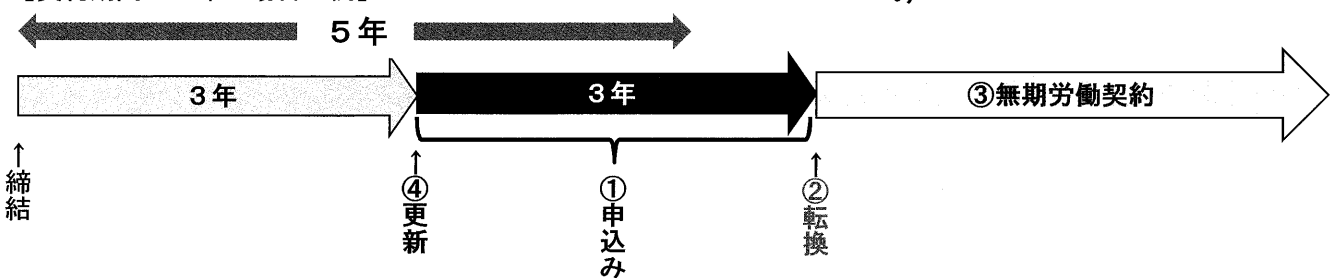 5年
3年
3年
③無期労働契約
↑締結
↑④更新
①申込み
↑②転換